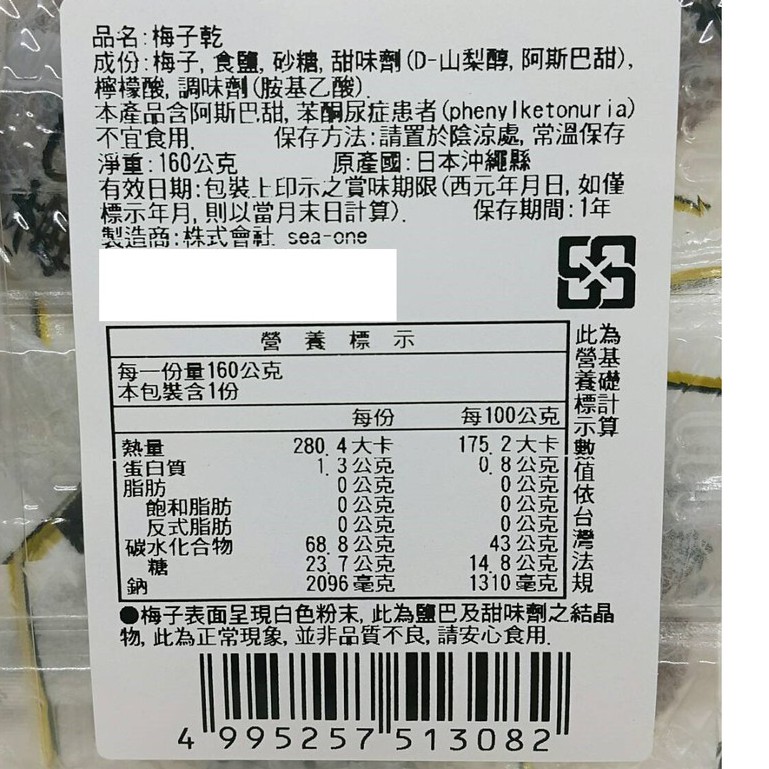 品名:梅子乾
成份:梅子, 食鹽, 砂糖, 甜味劑(D-山梨醇, 阿斯巴甜),
檸檬酸, 調味劑(胺基乙酸).
本產品含阿斯巴甜, 苯酮尿症患者(phenylketonuria)
不宜食用. 保存方法:請置於陰涼處, 常溫保存
淨重:160公克 原產國:日本沖繩縣
有效日期:包裝上印示之賞味期限(西元年月日, 如僅
標示年月, 則以當月末日計算). 保存期間:1年
製造商:株式會社 sea-one
營養標示
每一份量160公克
本包裝含1份
每份 每100公克
熱量 280.4大卡 175.2大卡
蛋白質 1.3公克 0.8公克
脂肪 0公克 0公克
飽和脂肪 0公克 0公克
反式脂肪 0公克 0公克
碳水化合物 68.8公克 43公克
糖 23.7公克 14.8公克
鈉 2096毫克 1310毫克
此營養標示數值依台灣法規
為基礎計算
●梅子表面呈現白色粉末, 此為鹽巴及甜味劑之結晶
物, 此為正常現象, 並非品質不良, 請安心食用.
4 995257 513082